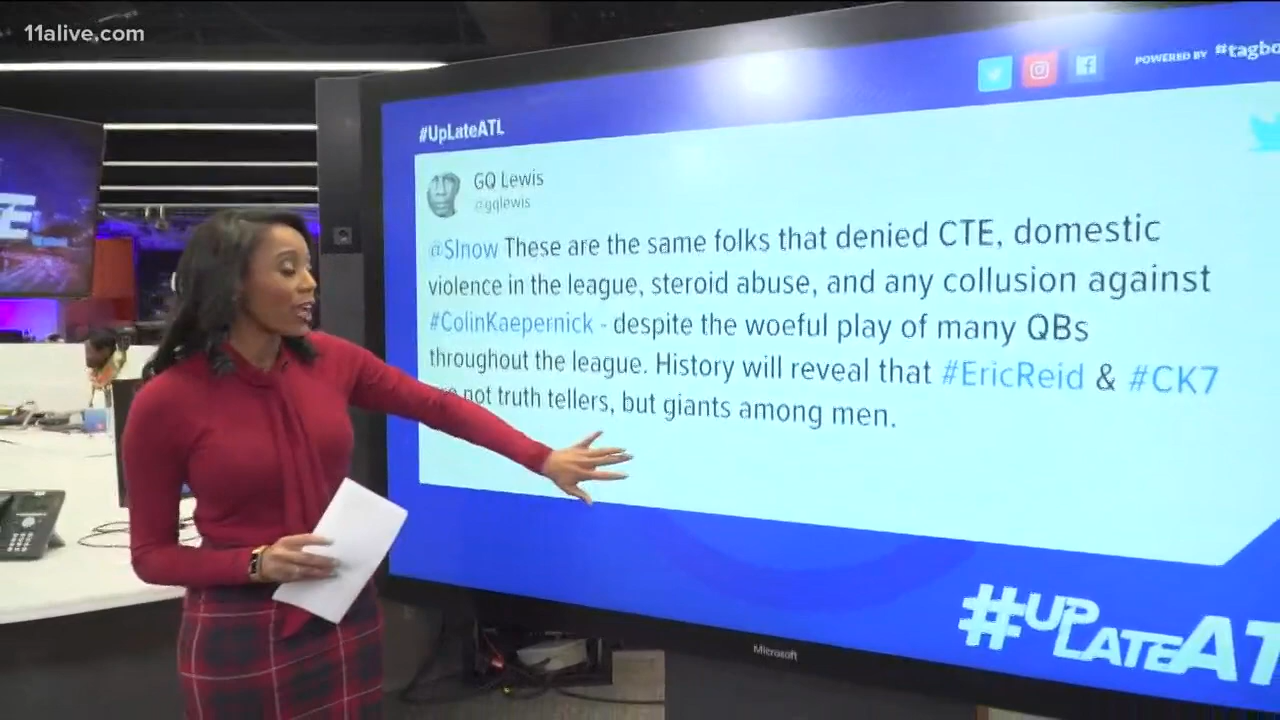 11alive.com
POWERED BY #tagbo
#UpLateATL
GQ Lewis
@gqlewis
@SInow These are the same folks that denied CTE, domestic
violence in the league, steroid abuse, and any collusion against
#ColinKaepernick - despite the woeful play of many QBs
throughout the league. History will reveal that #EricReid & #CK7
not truth tellers, but giants among men.
#UP
LATEAT
Microsoft